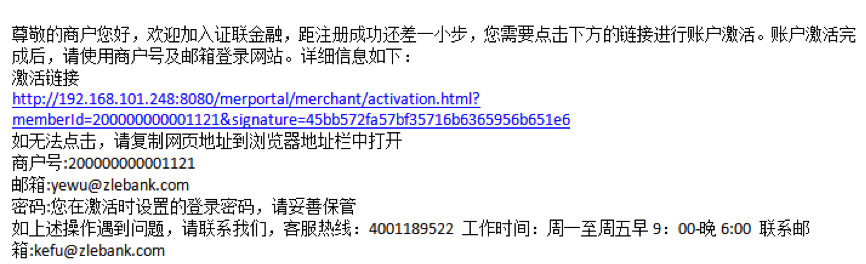 尊敬的商户您好，欢迎加入证联金融，距注册成功还差一小步，您需要点击下方的链接进行账户激活。账户激活完
成后，请使用商户号及邮箱登录网站。详细信息如下：
激活链接
http://192.168.101.248:8080/merportal/merchant/activation.html?
memberId=200000000001121&signature=45bb572fa57bf35716b6365956b651e6
如无法点击，请复制网页地址到浏览器地址栏中打开
商户号:200000000001121
邮箱:yewu@zlebank.com
密码:您在激活时设置的登录密码，请妥善保管
如上述操作遇到问题，请联系我们，客服热线：4001189522 工作时间：周一至周五早 9：00-晚 6:00 联系邮
箱:kefu@zlebank.com